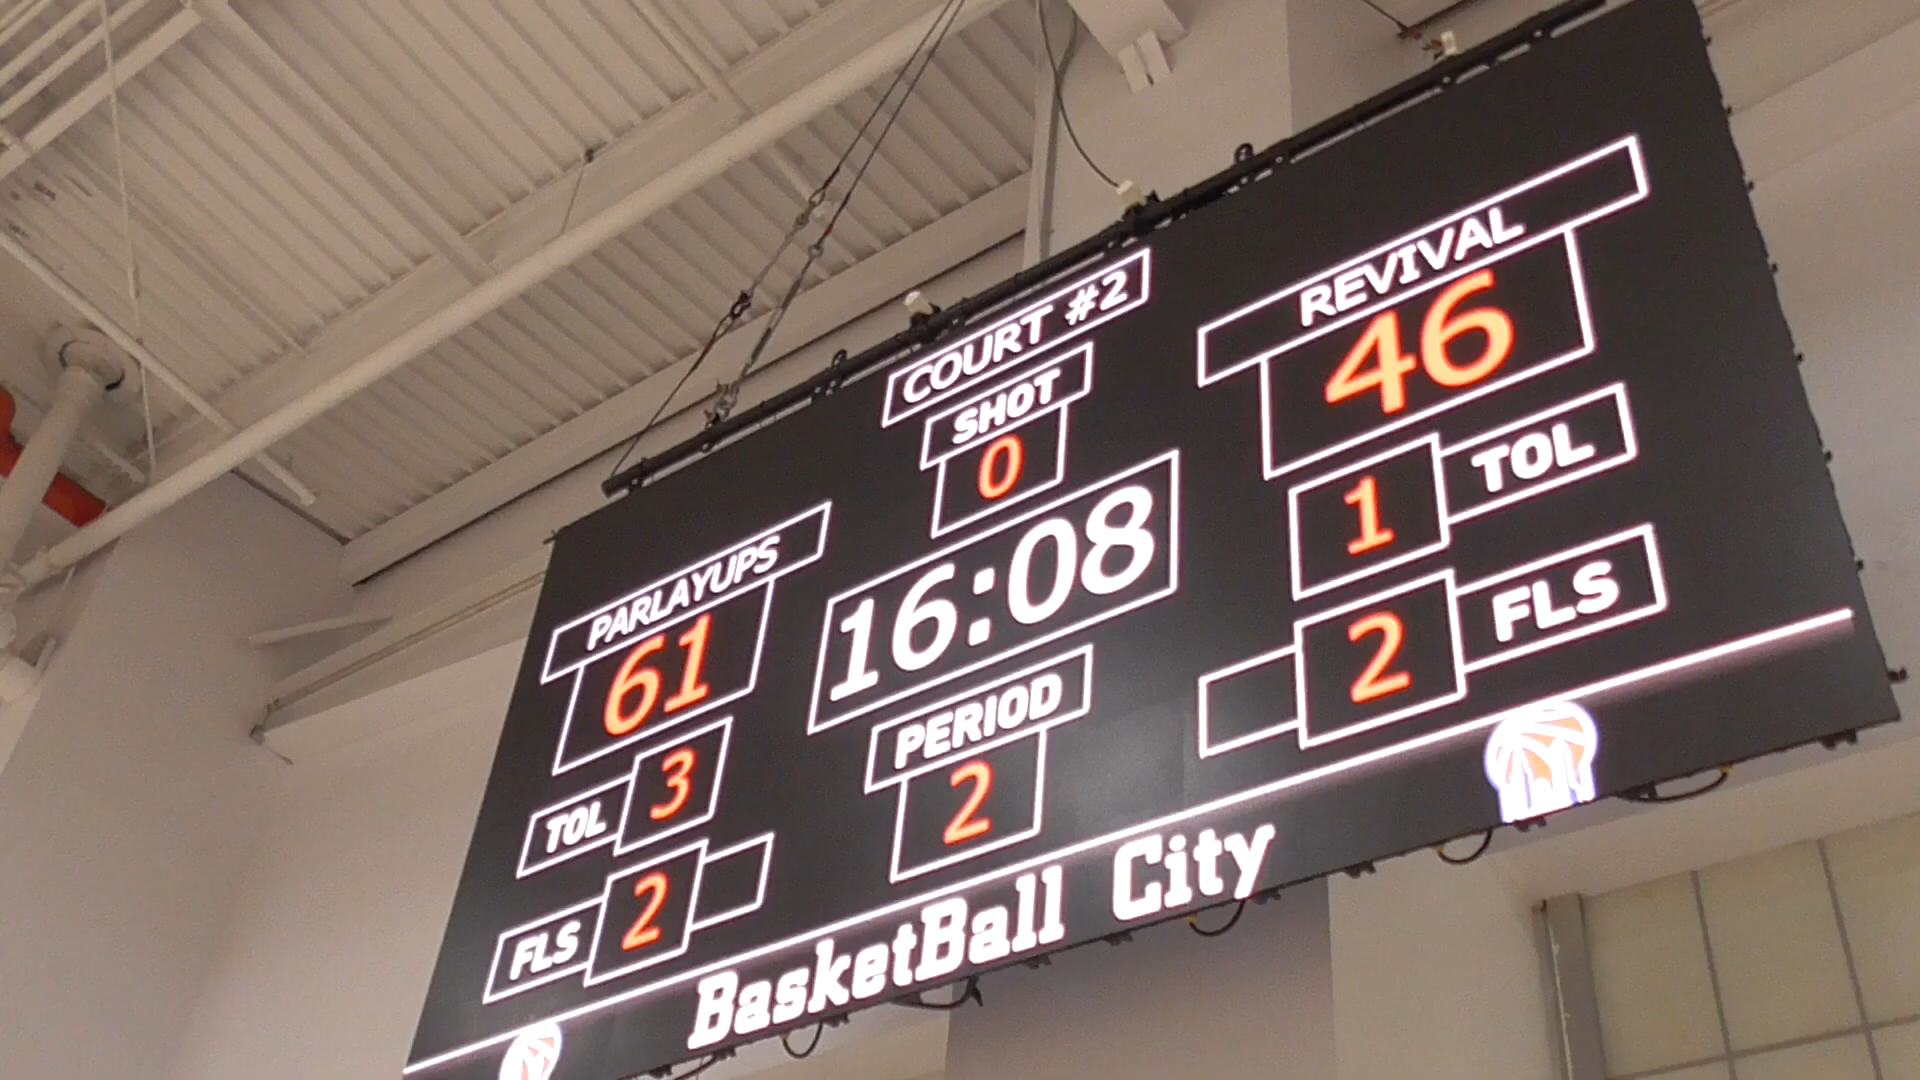 COURT #2
SHOT
0
16:08
PERIOD
2
PARLAYUPS
61
TOL 3
FLS 2
REVIVAL
46
1 TOL
2 FLS
BasketBall City